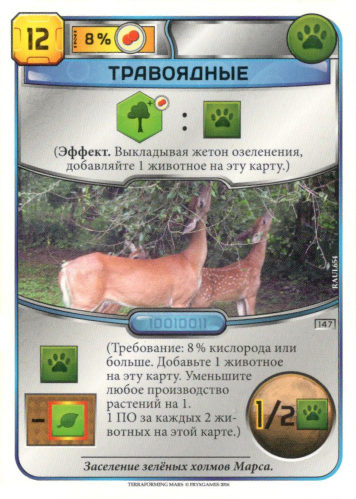 12
8 %
ТРАВОЯДНЫЕ
:
(Эффект. Выкладывая жетон озеленения,
добавляйте 1 животное на эту карту.)
RAUL654
10010011
147
(Требование: 8 % кислорода или
больше. Добавьте 1 животное
на эту карту. Уменьшите
любое производство
растений на 1.
1 ПО за каждых 2 жи-
вотных на этой карте.)
1/2
Заселение зелёных холмов Марса.
TERRAFORMING MARS © FRYXGAMES 2016